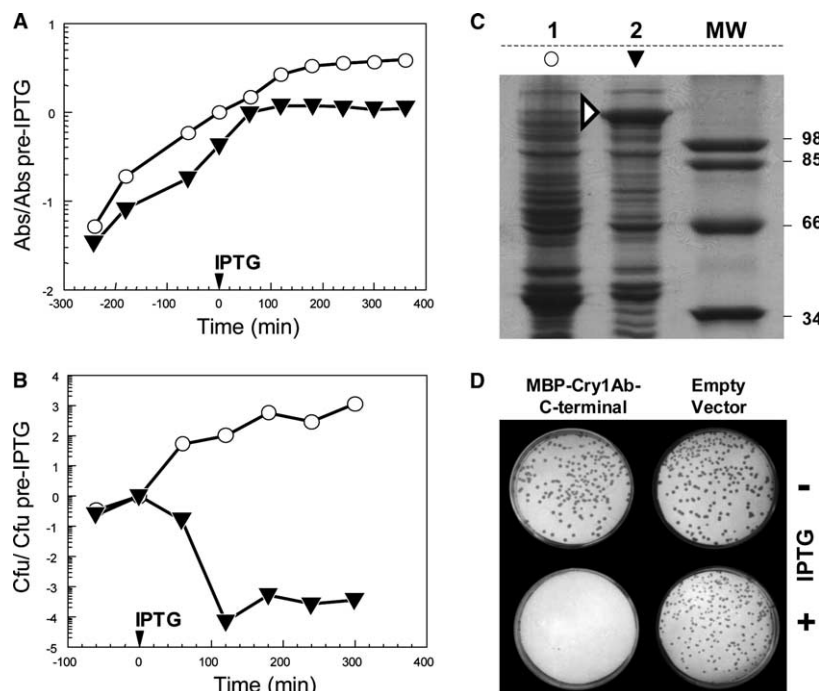 A
1
0
-1
-2
Abs/Abs pre-IPTG
IPTG
-300 -200 -100 0 100 200 300 400
Time (min)
B
5
4
3
2
1
0
-1
-2
-3
-4
-5
Cfu/ Cfu pre-IPTG
IPTG
-100 0 100 200 300 400
Time (min)
C
1 2 MW
98
85
66
34
D
MBP-Cry1Ab-
C-terminal
Empty
Vector
-
IPTG
+